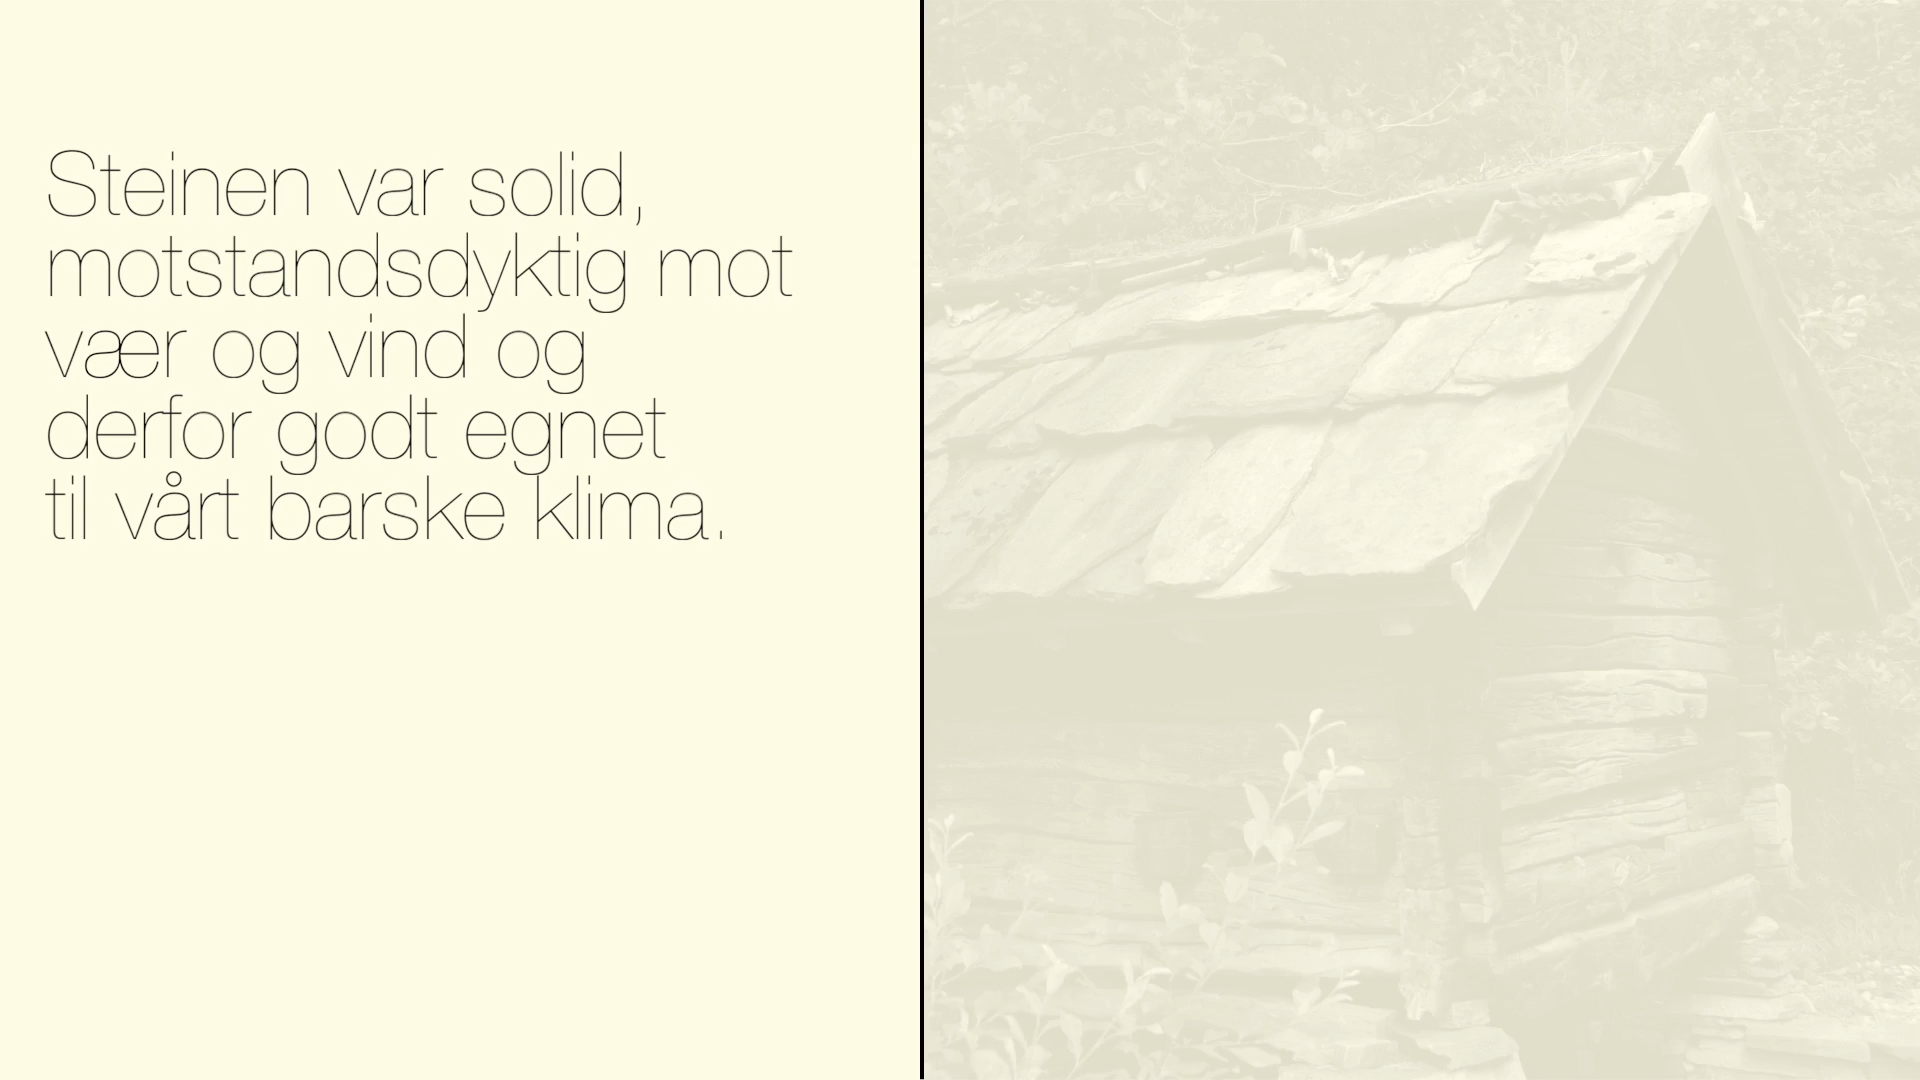 Steinen var solid,
motstandsdyktig mot
vær og vind og
derfor godt egnet
til vårt barske klima.